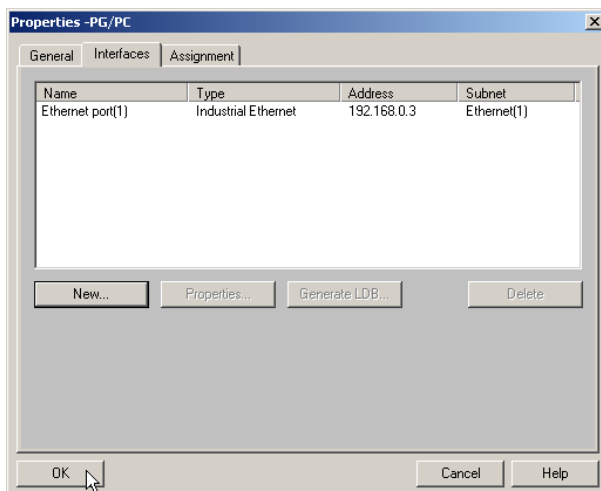 Properties -PG/PC
General Interfaces Assignment
Name Type Address Subnet
Ethernet port(1) Industrial Ethernet 192.168.0.3 Ethernet(1)
New... Properties... Generate LDB... Delete
OK Cancel Help